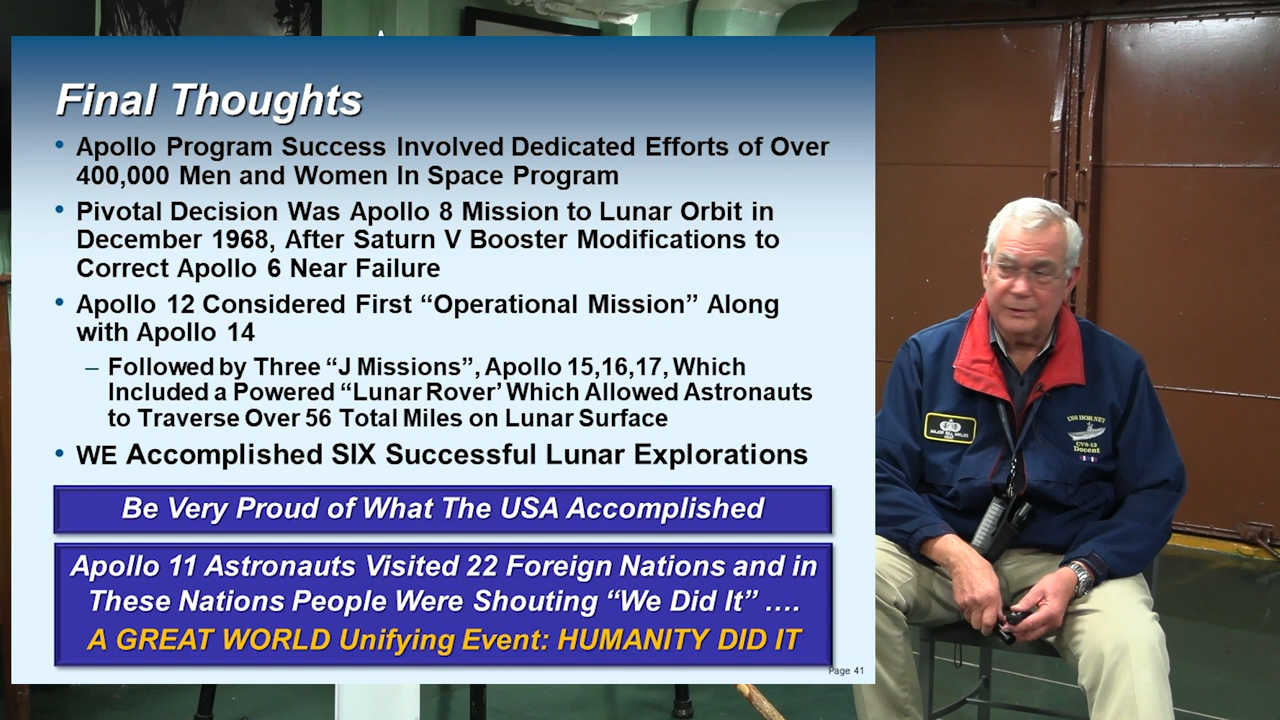 Final Thoughts
• Apollo Program Success Involved Dedicated Efforts of Over
400,000 Men and Women In Space Program
• Pivotal Decision Was Apollo 8 Mission to Lunar Orbit in
December 1968, After Saturn V Booster Modifications to
Correct Apollo 6 Near Failure
• Apollo 12 Considered First “Operational Mission” Along
with Apollo 14
– Followed by Three “J Missions”, Apollo 15,16,17, Which
Included a Powered “Lunar Rover’ Which Allowed Astronauts
to Traverse Over 56 Total Miles on Lunar Surface
• WE Accomplished SIX Successful Lunar Explorations
Be Very Proud of What The USA Accomplished
Apollo 11 Astronauts Visited 22 Foreign Nations and in
These Nations People Were Shouting “We Did It” ….
A GREAT WORLD Unifying Event: HUMANITY DID IT
Page 41
USS HORNET
CVS-12
Docent
MAJOR BILL